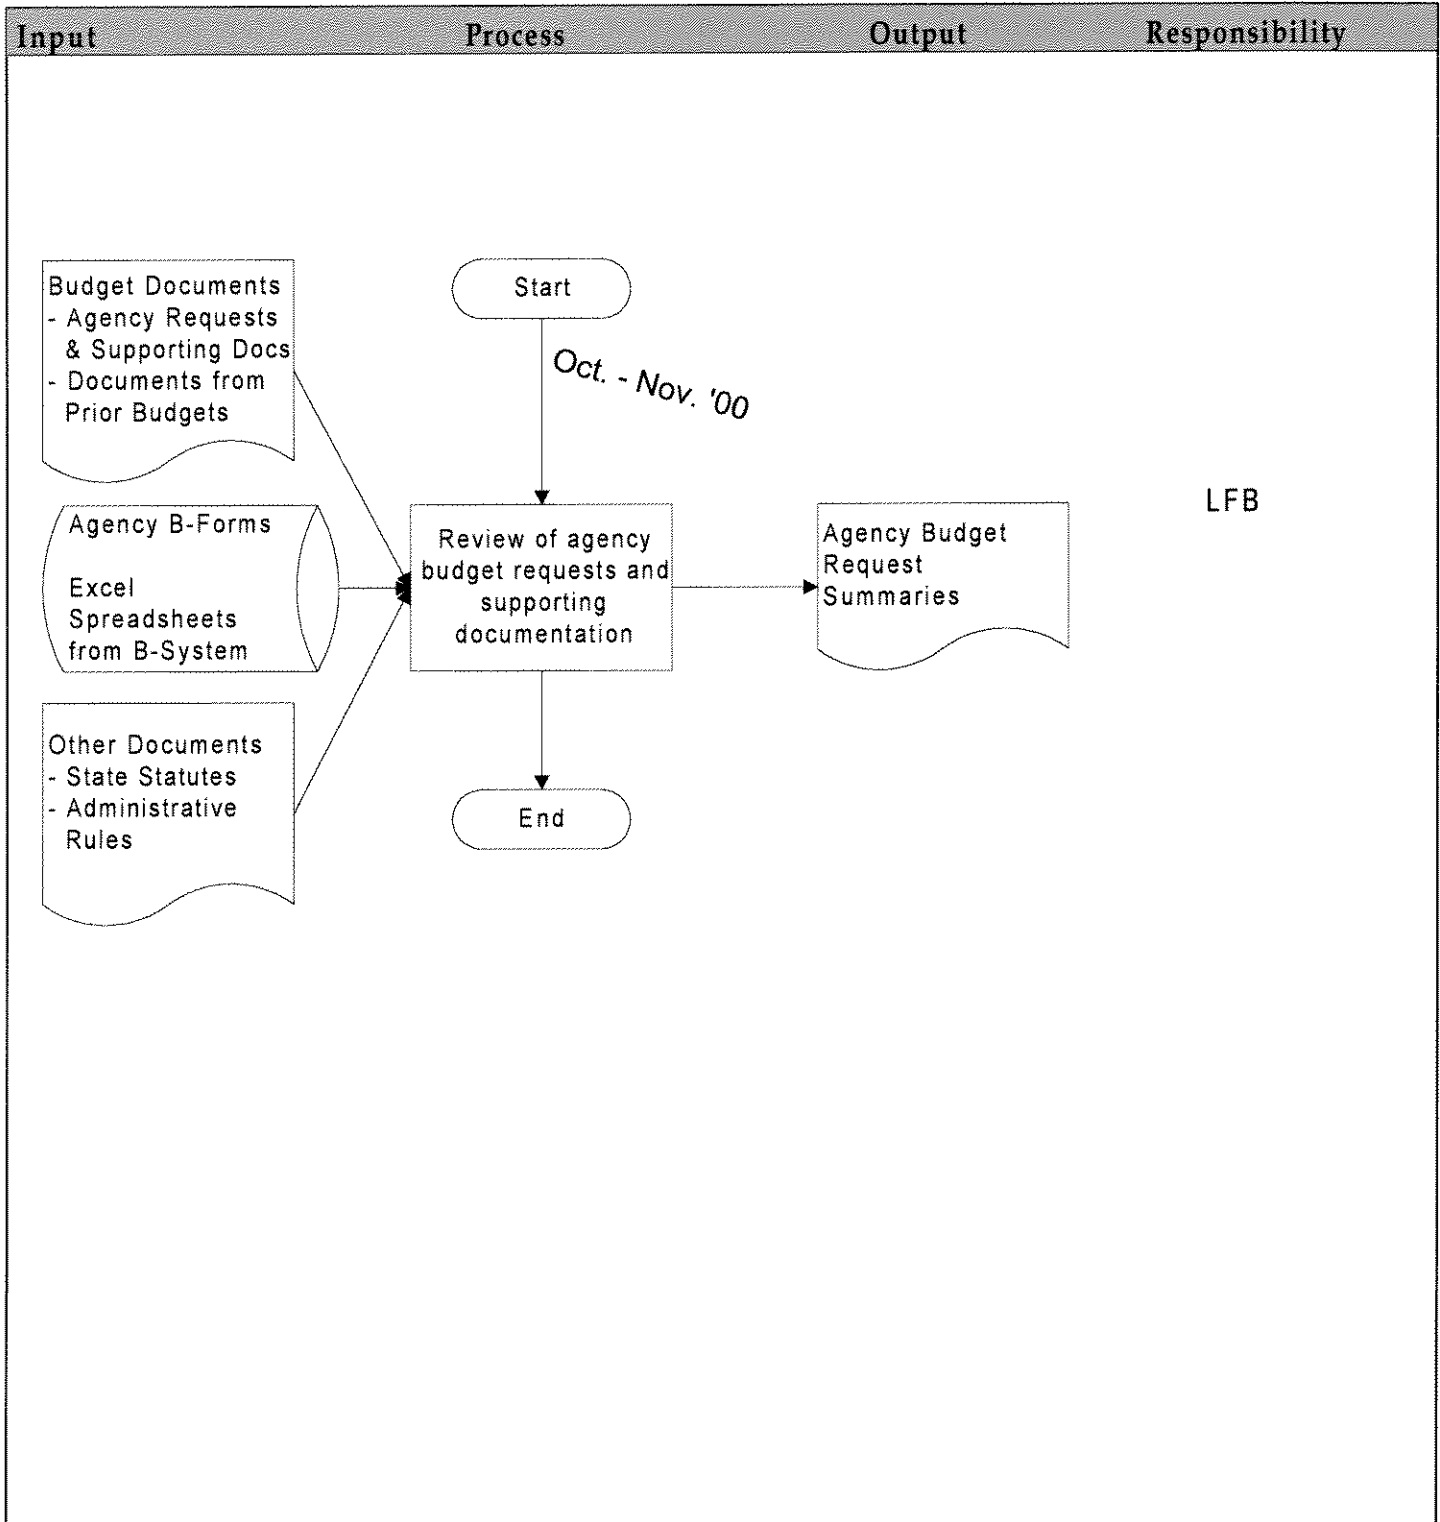 Input Process Output Responsibility
Budget Documents
- Agency Requests
& Supporting Docs
- Documents from
Prior Budgets
Start
Oct. - Nov. '00
Agency B-Forms
Excel
Spreadsheets
from B-System
Review of agency
budget requests and
supporting
documentation
Agency Budget
Request
Summaries
LFB
Other Documents
- State Statutes
- Administrative
Rules
End